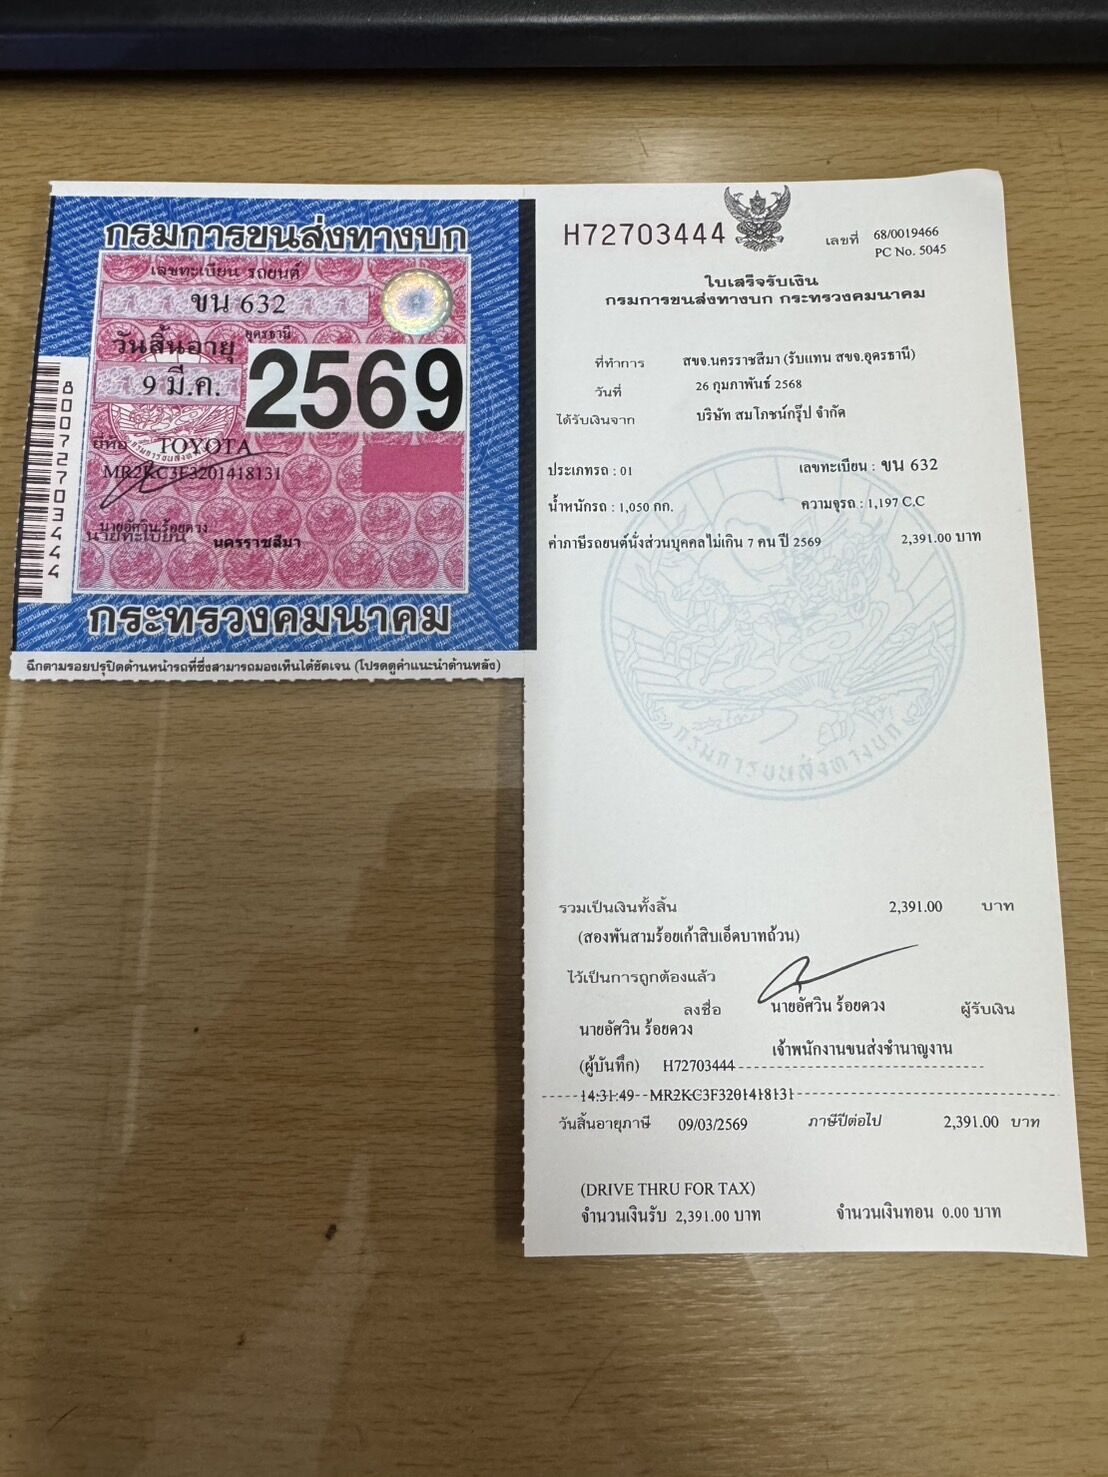 กรมการขนส่งทางบก
เลขทะเบียน รถยนต์
ขน 632
อุดรธานี
วันสิ้นอายุ
9 มี.ค.
2569
ยี่ห้อ TOYOTA
MR2KC3F3201418131
นายอัศวิน ร้อยดวง
นายทะเบียน นครราชสีมา
80072703444
กระทรวงคมนาคม
ฉีกตามรอยปรุปิดด้านหน้ารถที่ซึ่งสามารถมองเห็นได้ชัดเจน (โปรดดูคำแนะนำด้านหลัง)
H72703444
เลขที่ 68/0019466
PC No. 5045
ใบเสร็จรับเงิน
กรมการขนส่งทางบก กระทรวงคมนาคม
ที่ทำการ สขจ.นครราชสีมา (รับแทน สขจ.อุดรธานี)
วันที่ 26 กุมภาพันธ์ 2568
ได้รับเงินจาก บริษัท สมโภชน์กรุ๊ป จำกัด
ประเภทรถ : 01 เลขทะเบียน : ขน 632
น้ำหนักรถ : 1,050 กก. ความจุรถ : 1,197 C.C
ค่าภาษีรถยนต์นั่งส่วนบุคคลไม่เกิน 7 คน ปี 2569 2,391.00 บาท
กรมการขนส่งทางบก
รวมเป็นเงินทั้งสิ้น 2,391.00 บาท
(สองพันสามร้อยเก้าสิบเอ็ดบาทถ้วน)
ไว้เป็นการถูกต้องแล้ว
ลงชื่อ นายอัศวิน ร้อยดวง ผู้รับเงิน
นายอัศวิน ร้อยดวง
เจ้าพนักงานขนส่งชำนาญงาน
(ผู้บันทึก) H72703444
14:31:49 MR2KC3F3201418131
วันสิ้นอายุภาษี 09/03/2569 ภาษีปีต่อไป 2,391.00 บาท
(DRIVE THRU FOR TAX)
จำนวนเงินรับ 2,391.00 บาท จำนวนเงินทอน 0.00 บาท